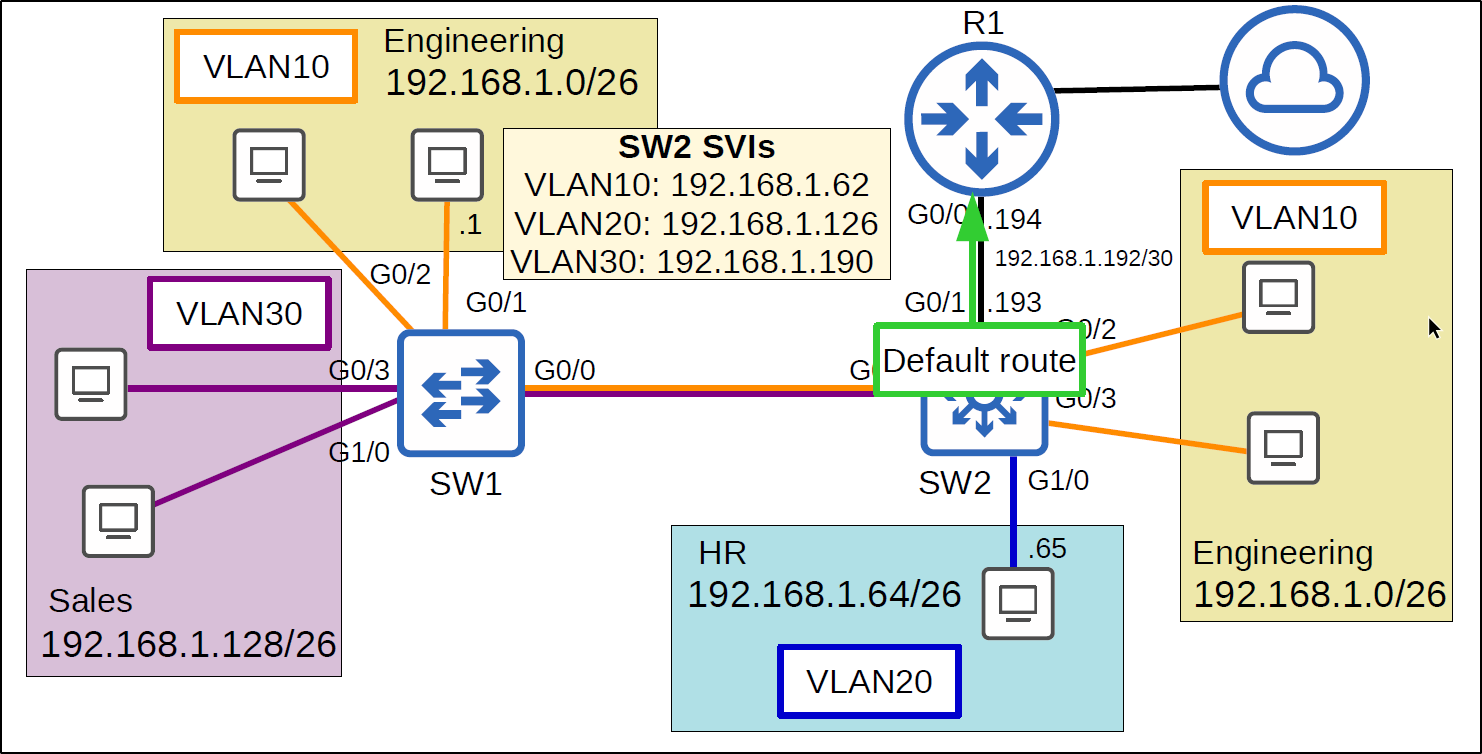 VLAN10
Engineering
192.168.1.0/26
.1
SW2 SVIs
VLAN10: 192.168.1.62
VLAN20: 192.168.1.126
VLAN30: 192.168.1.190
R1
G0/0
.194
192.168.1.192/30
G0/1
.193
VLAN10
Engineering
192.168.1.0/26
VLAN30
Sales
192.168.1.128/26
G0/2
G0/1
G0/3
G1/0
G0/0
SW1
Default route
G0/3
SW2
G1/0
HR
192.168.1.64/26
.65
VLAN20